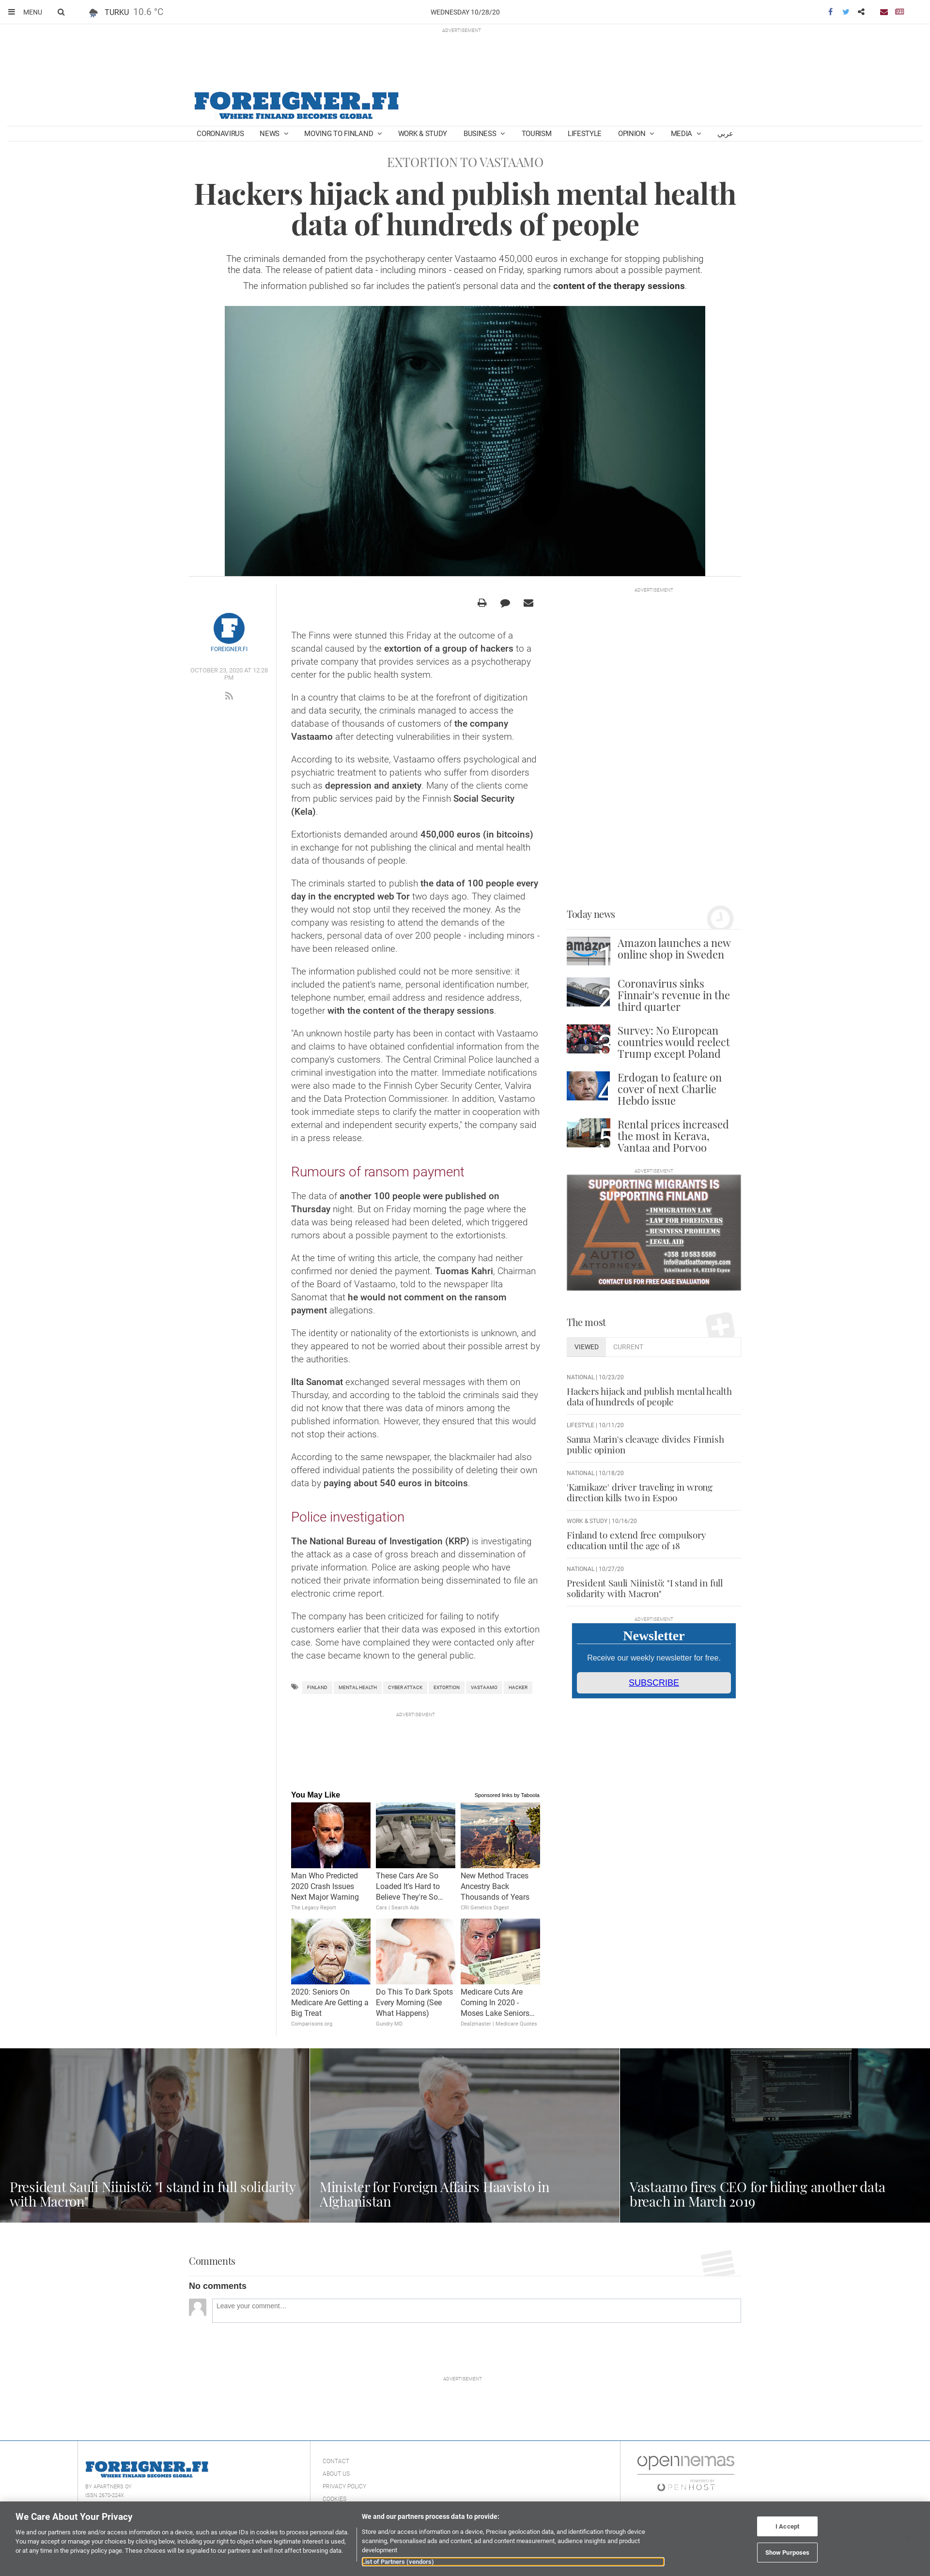 MENU
TURKU 10.6 °C
WEDNESDAY 10/28/20
ADVERTISEMENT
FOREIGNER.FI
WHERE FINLAND BECOMES GLOBAL
CORONAVIRUS NEWS MOVING TO FINLAND WORK & STUDY BUSINESS TOURISM LIFESTYLE OPINION MEDIA عربي
EXTORTION TO VASTAAMO
Hackers hijack and publish mental health
data of hundreds of people
The criminals demanded from the psychotherapy center Vastaamo 450,000 euros in exchange for stopping publishing
the data. The release of patient data - including minors - ceased on Friday, sparking rumors about a possible payment.
The information published so far includes the patient's personal data and the content of the therapy sessions.
FOREIGNER.FI
OCTOBER 23, 2020 AT 12:28
PM
The Finns were stunned this Friday at the outcome of a
scandal caused by the extortion of a group of hackers to a
private company that provides services as a psychotherapy
center for the public health system.
In a country that claims to be at the forefront of digitization
and data security, the criminals managed to access the
database of thousands of customers of the company
Vastaamo after detecting vulnerabilities in their system.
According to its website, Vastaamo offers psychological and
psychiatric treatment to patients who suffer from disorders
such as depression and anxiety. Many of the clients come
from public services paid by the Finnish Social Security
(Kela).
Extortionists demanded around 450,000 euros (in bitcoins)
in exchange for not publishing the clinical and mental health
data of thousands of people.
The criminals started to publish the data of 100 people every
day in the encrypted web Tor two days ago. They claimed
they would not stop until they received the money. As the
company was resisting to attend the demands of the
hackers, personal data of over 200 people - including minors -
have been released online.
The information published could not be more sensitive: it
included the patient's name, personal identification number,
telephone number, email address and residence address,
together with the content of the therapy sessions.
"An unknown hostile party has been in contact with Vastaamo
and claims to have obtained confidential information from the
company's customers. The Central Criminal Police launched a
criminal investigation into the matter. Immediate notifications
were also made to the Finnish Cyber Security Center, Valvira
and the Data Protection Commissioner. In addition, Vastaamo
took immediate steps to clarify the matter in cooperation with
external and independent security experts," the company said
in a press release.
Rumours of ransom payment
The data of another 100 people were published on
Thursday night. But on Friday morning the page where the
data was being released had been deleted, which triggered
rumors about a possible payment to the extortionists.
At the time of writing this article, the company had neither
confirmed nor denied the payment. Tuomas Kahri, Chairman
of the Board of Vastaamo, told to the newspaper Ilta
Sanomat that he would not comment on the ransom
payment allegations.
The identity or nationality of the extortionists is unknown, and
they appeared to not be worried about their possible arrest by
the authorities.
Ilta Sanomat exchanged several messages with them on
Thursday, and according to the tabloid the criminals said they
did not know that there was data of minors among the
published information. However, they ensured that this would
not stop their actions.
According to the same newspaper, the blackmailer had also
offered individual patients the possibility of deleting their own
data by paying about 540 euros in bitcoins.
Police investigation
The National Bureau of Investigation (KRP) is investigating
the attack as a case of gross breach and dissemination of
private information. Police are asking people who have
noticed their private information being disseminated to file an
electronic crime report.
The company has been criticized for failing to notify
customers earlier that their data was exposed in this extortion
case. Some have complained they were contacted only after
the case became known to the general public.
FINLAND MENTAL HEALTH CYBER ATTACK EXTORTION VASTAAMO HACKER
ADVERTISEMENT
ADVERTISEMENT
Today news
1
Amazon launches a new
online shop in Sweden
2
Coronavirus sinks
Finnair's revenue in the
third quarter
3
Survey: No European
countries would reelect
Trump except Poland
4
Erdogan to feature on
cover of next Charlie
Hebdo issue
5
Rental prices increased
the most in Kerava,
Vantaa and Porvoo
ADVERTISEMENT
SUPPORTING MIGRANTS IS
SUPPORTING FINLAND
- IMMIGRATION LAW
- LAW FOR FOREIGNERS
- BUSINESS PROBLEMS
- LEGAL AID
AUTIO
ATTORNEYS
+358 10 583 5580
info@autioattorneys.com
CONTACT US FOR FREE CASE EVALUATION
The most
VIEWED CURRENT
NATIONAL | 10/23/20
Hackers hijack and publish mental health
data of hundreds of people
LIFESTYLE | 10/11/20
Sanna Marin's cleavage divides Finnish
public opinion
NATIONAL | 10/18/20
'Kamikaze' driver traveling in wrong
direction kills two in Espoo
WORK & STUDY | 10/16/20
Finland to extend free compulsory
education until the age of 18
NATIONAL | 10/27/20
President Sauli Niinistö: "I stand in full
solidarity with Macron"
ADVERTISEMENT
Newsletter
Receive our weekly newsletter for free.
SUBSCRIBE
You May Like
Sponsored links by Taboola
Man Who Predicted
2020 Crash Issues
Next Major Warning
The Legacy Report
These Cars Are So
Loaded It's Hard to
Believe They're So…
Cars | Search Ads
New Method Traces
Ancestry Back
Thousands of Years
CRI Genetics Digest
2020: Seniors On
Medicare Are Getting a
Big Treat
Comparisons.org
Do This To Dark Spots
Every Morning (See
What Happens)
Gundry MD
Medicare Cuts Are
Coming In 2020 -
Moses Lake Seniors…
Dealzmaster | Medicare Quotes
President Sauli Niinistö: "I stand in full solidarity
with Macron"
Minister for Foreign Affairs Haavisto in
Afghanistan
Vastaamo fires CEO for hiding another data
breach in March 2019
Comments
No comments
Leave your comment...
ADVERTISEMENT
FOREIGNER.FI
WHERE FINLAND BECOMES GLOBAL
BY APARTNERS OY
ISSN 2670-224X
CONTACT
ABOUT US
PRIVACY POLICY
COOKIES
opennemas
POWERED BY
OPENHOST
We Care About Your Privacy
We and our partners store and/or access information on a device, such as unique IDs in cookies to process personal data.
You may accept or manage your choices by clicking below, including your right to object where legitimate interest is used,
or at any time in the privacy policy page. These choices will be signaled to our partners and will not affect browsing data.
We and our partners process data to provide:
Store and/or access information on a device, Precise geolocation data, and identification through device
scanning, Personalised ads and content, ad and content measurement, audience insights and product
development
List of Partners (vendors)
I Accept
Show Purposes